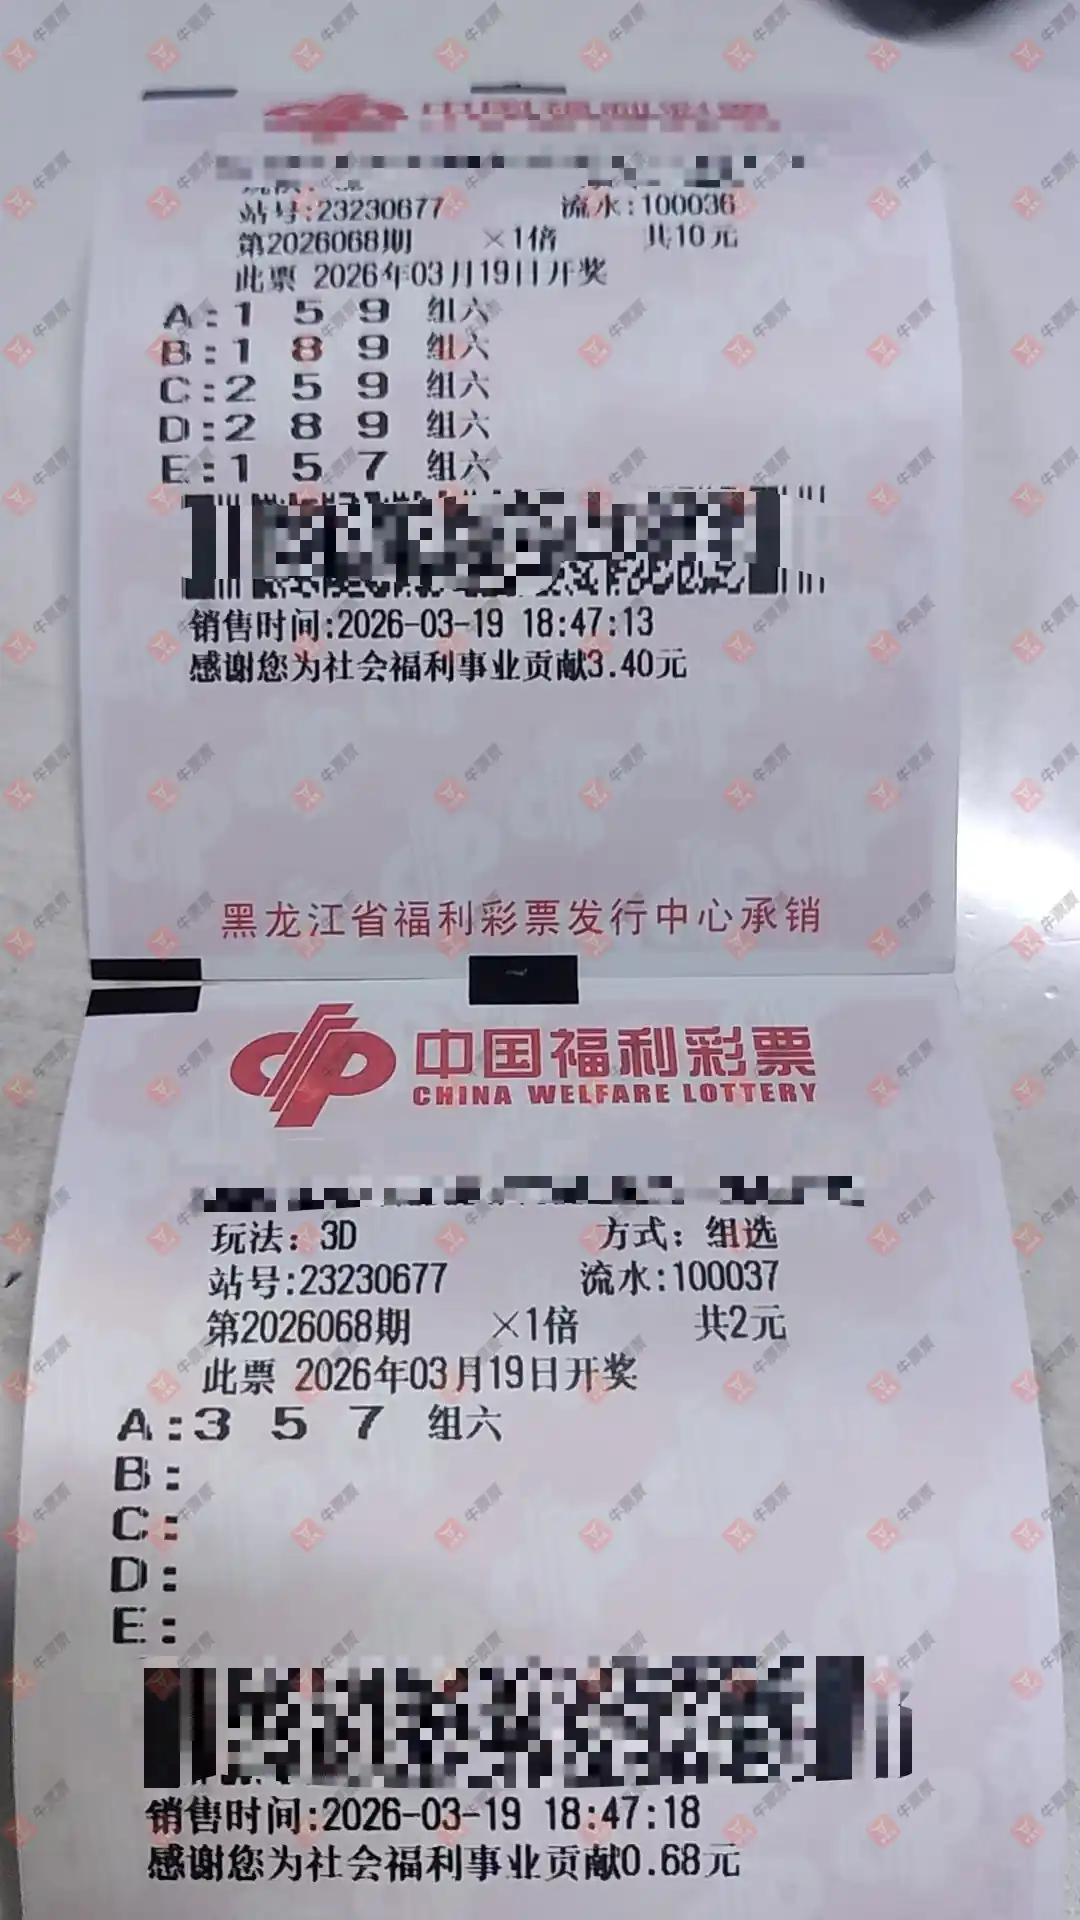 站号:23230677 流水:100036
第2026068期 ×1倍 共10元
此票 2026年03月19日开奖
A:1 5 9 组六
B:1 8 9 组六
C:2 5 9 组六
D:2 8 9 组六
E:1 5 7 组六
销售时间:2026-03-19 18:47:13
感谢您为社会福利事业贡献3.40元
黑龙江省福利彩票发行中心承销
中国福利彩票
CHINA WELFARE LOTTERY
玩法：3D 方式：组选
站号:23230677 流水:100037
第2026068期 ×1倍 共2元
此票 2026年03月19日开奖
A:3 5 7 组六
B:
C:
D:
E:
销售时间:2026-03-19 18:47:18
感谢您为社会福利事业贡献0.68元
牛票票